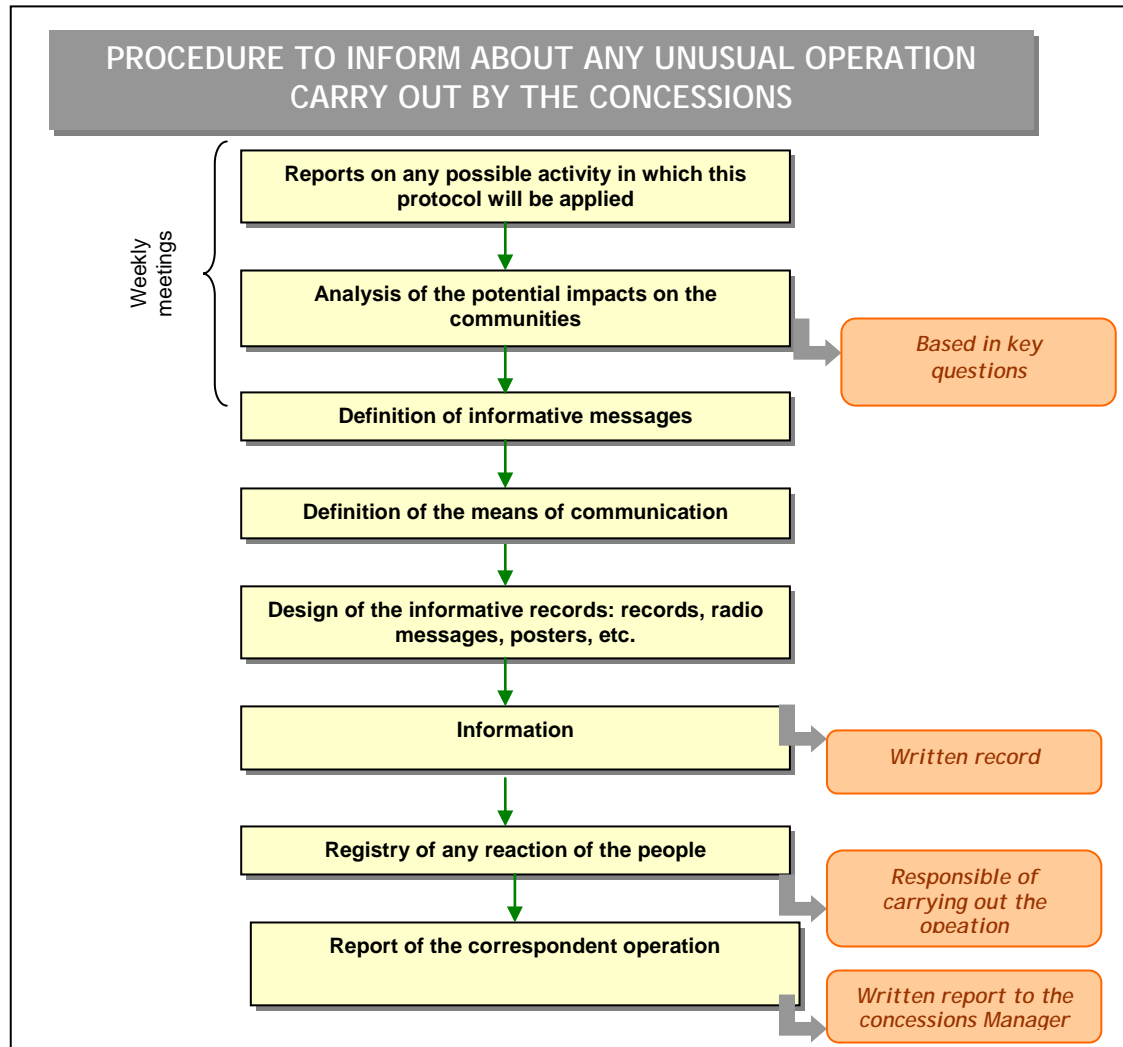 PROCEDURE TO INFORM ABOUT ANY UNUSUAL OPERATION
CARRY OUT BY THE CONCESSIONS
Weekly
meetings
Reports on any possible activity in which this
protocol will be applied
Analysis of the potential impacts on the
communities
Based in key
questions
Definition of informative messages
Definition of the means of communication
Design of the informative records: records, radio
messages, posters, etc.
Information
Written record
Registry of any reaction of the people
Responsible of
carrying out the
opeation
Report of the correspondent operation
Written report to the
concessions Manager